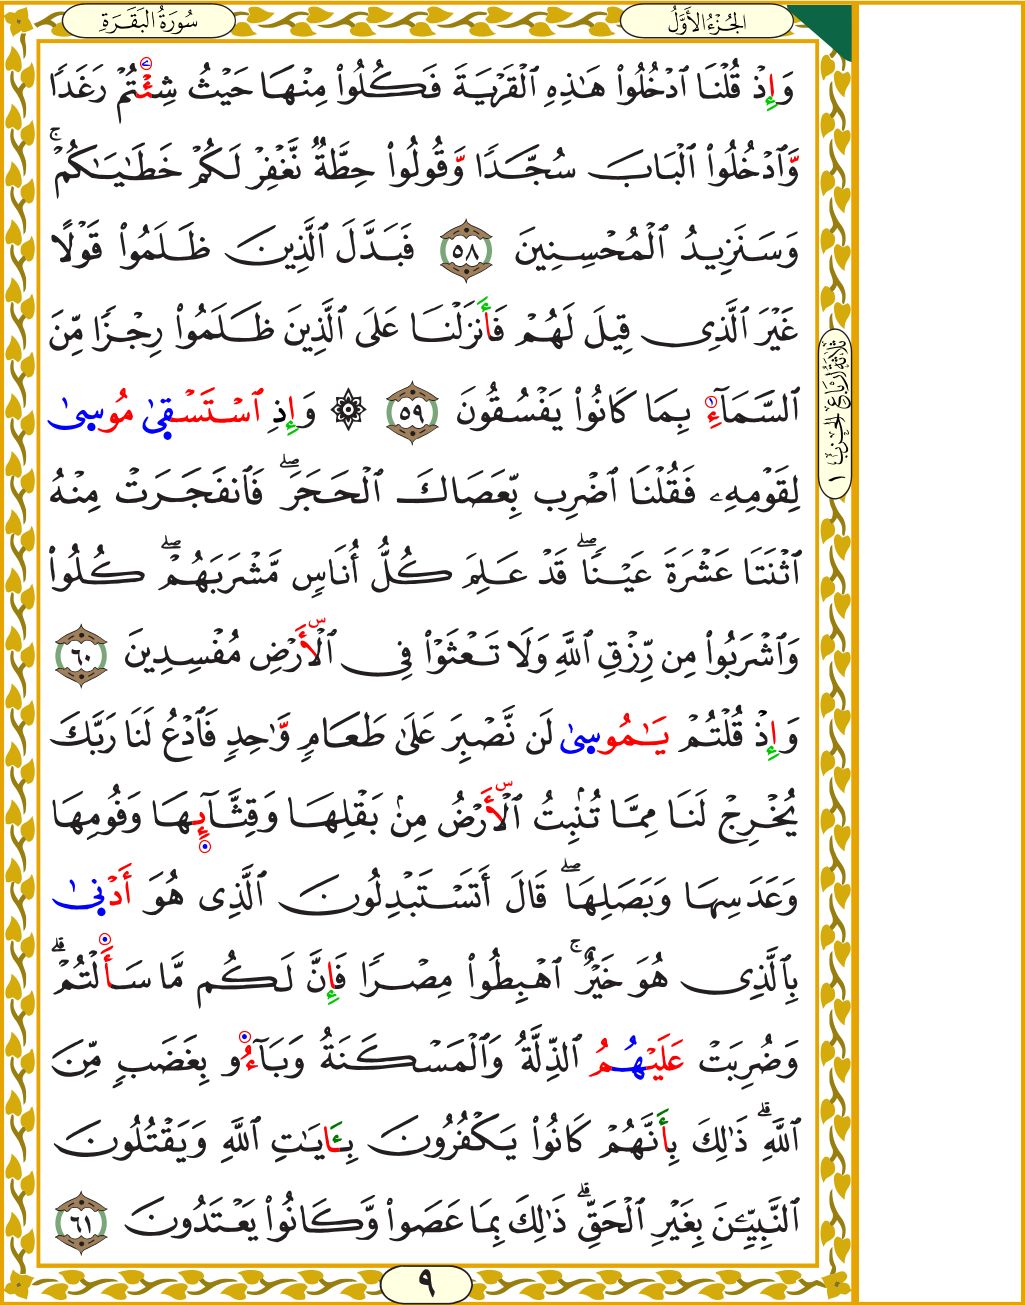 الجُزْءُ الأَوَّلُ
سُورَةُ البَقَرَةِ
وَإِذْ قُلْنَا ٱدْخُلُوا۟ هَـٰذِهِ ٱلْقَرْيَةَ فَكُلُوا۟ مِنْهَا حَيْثُ شِئْتُمْ رَغَدًا
وَّٱدْخُلُوا۟ ٱلْبَابَ سُجَّدًا وَّقُولُوا۟ حِطَّةٌ نَّغْفِرْ لَكُمْ خَطَـٰيَـٰكُمْ ۚ
وَسَنَزِيدُ ٱلْمُحْسِنِينَ ٥٨ فَبَدَّلَ ٱلَّذِينَ ظَلَمُوا۟ قَوْلًا
غَيْرَ ٱلَّذِى قِيلَ لَهُمْ فَأَنزَلْنَا عَلَى ٱلَّذِينَ ظَلَمُوا۟ رِجْزًا مِّنَ
ٱلسَّمَآءِ بِمَا كَانُوا۟ يَفْسُقُونَ ٥٩ ۞ وَإِذِ ٱسْتَسْقَىٰ مُوسَىٰ
لِقَوْمِهِۦ فَقُلْنَا ٱضْرِب بِّعَصَاكَ ٱلْحَجَرَ ۖ فَٱنفَجَرَتْ مِنْهُ
ٱثْنَتَا عَشْرَةَ عَيْنًا ۖ قَدْ عَلِمَ كُلُّ أُنَاسٍ مَّشْرَبَهُمْ ۖ كُلُوا۟
وَٱشْرَبُوا۟ مِن رِّزْقِ ٱللَّهِ وَلَا تَعْثَوْا۟ فِى ٱلْأَرْضِ مُفْسِدِينَ ٦٠
وَإِذْ قُلْتُمْ يَـٰمُوسَىٰ لَن نَّصْبِرَ عَلَىٰ طَعَامٍ وَّٰحِدٍ فَٱدْعُ لَنَا رَبَّكَ
يُخْرِجْ لَنَا مِمَّا تُنۢبِتُ ٱلْأَرْضُ مِنۢ بَقْلِهَا وَقِثَّآئِهَا وَفُومِهَا
وَعَدَسِهَا وَبَصَلِهَا ۖ قَالَ أَتَسْتَبْدِلُونَ ٱلَّذِى هُوَ أَدْنَىٰ
بِٱلَّذِى هُوَ خَيْرٌ ۚ ٱهْبِطُوا۟ مِصْرًا فَإِنَّ لَكُم مَّا سَأَلْتُمْ ۗ
وَضُرِبَتْ عَلَيْهُمُ ٱلذِّلَّةُ وَٱلْمَسْكَنَةُ وَبَآءُو بِغَضَبٍ مِّنَ
ٱللَّهِ ۗ ذَٰلِكَ بِأَنَّهُمْ كَانُوا۟ يَكْفُرُونَ بِـَٔايَـٰتِ ٱللَّهِ وَيَقْتُلُونَ
ٱلنَّبِيِّـۧنَ بِغَيْرِ ٱلْحَقِّ ۗ ذَٰلِكَ بِمَا عَصَوا۟ وَّكَانُوا۟ يَعْتَدُونَ ٦١
ثَلَاثَةُ أَرْبَاعِ الْحِزْبِ ١
٩